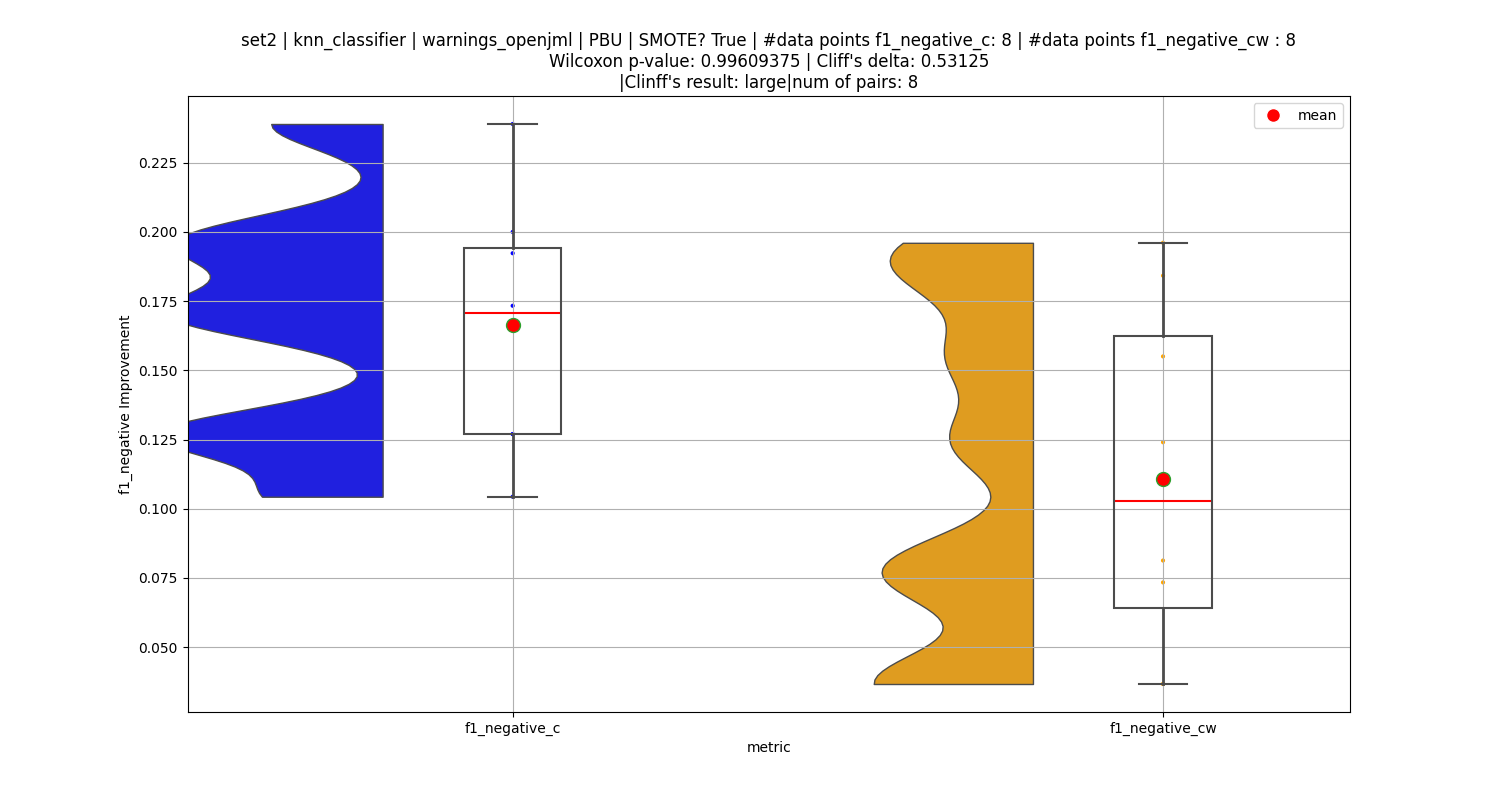 set2 | knn_classifier | warnings_openjml | PBU | SMOTE? True | #data points f1_negative_c: 8 | #data points f1_negative_cw : 8
Wilcoxon p-value: 0.99609375 | Cliff's delta: 0.53125
|Clinff's result: large|num of pairs: 8
mean
0.225
0.200
0.175
0.150
0.125
0.100
0.075
0.050
f1_negative Improvement
f1_negative_c
f1_negative_cw
metric